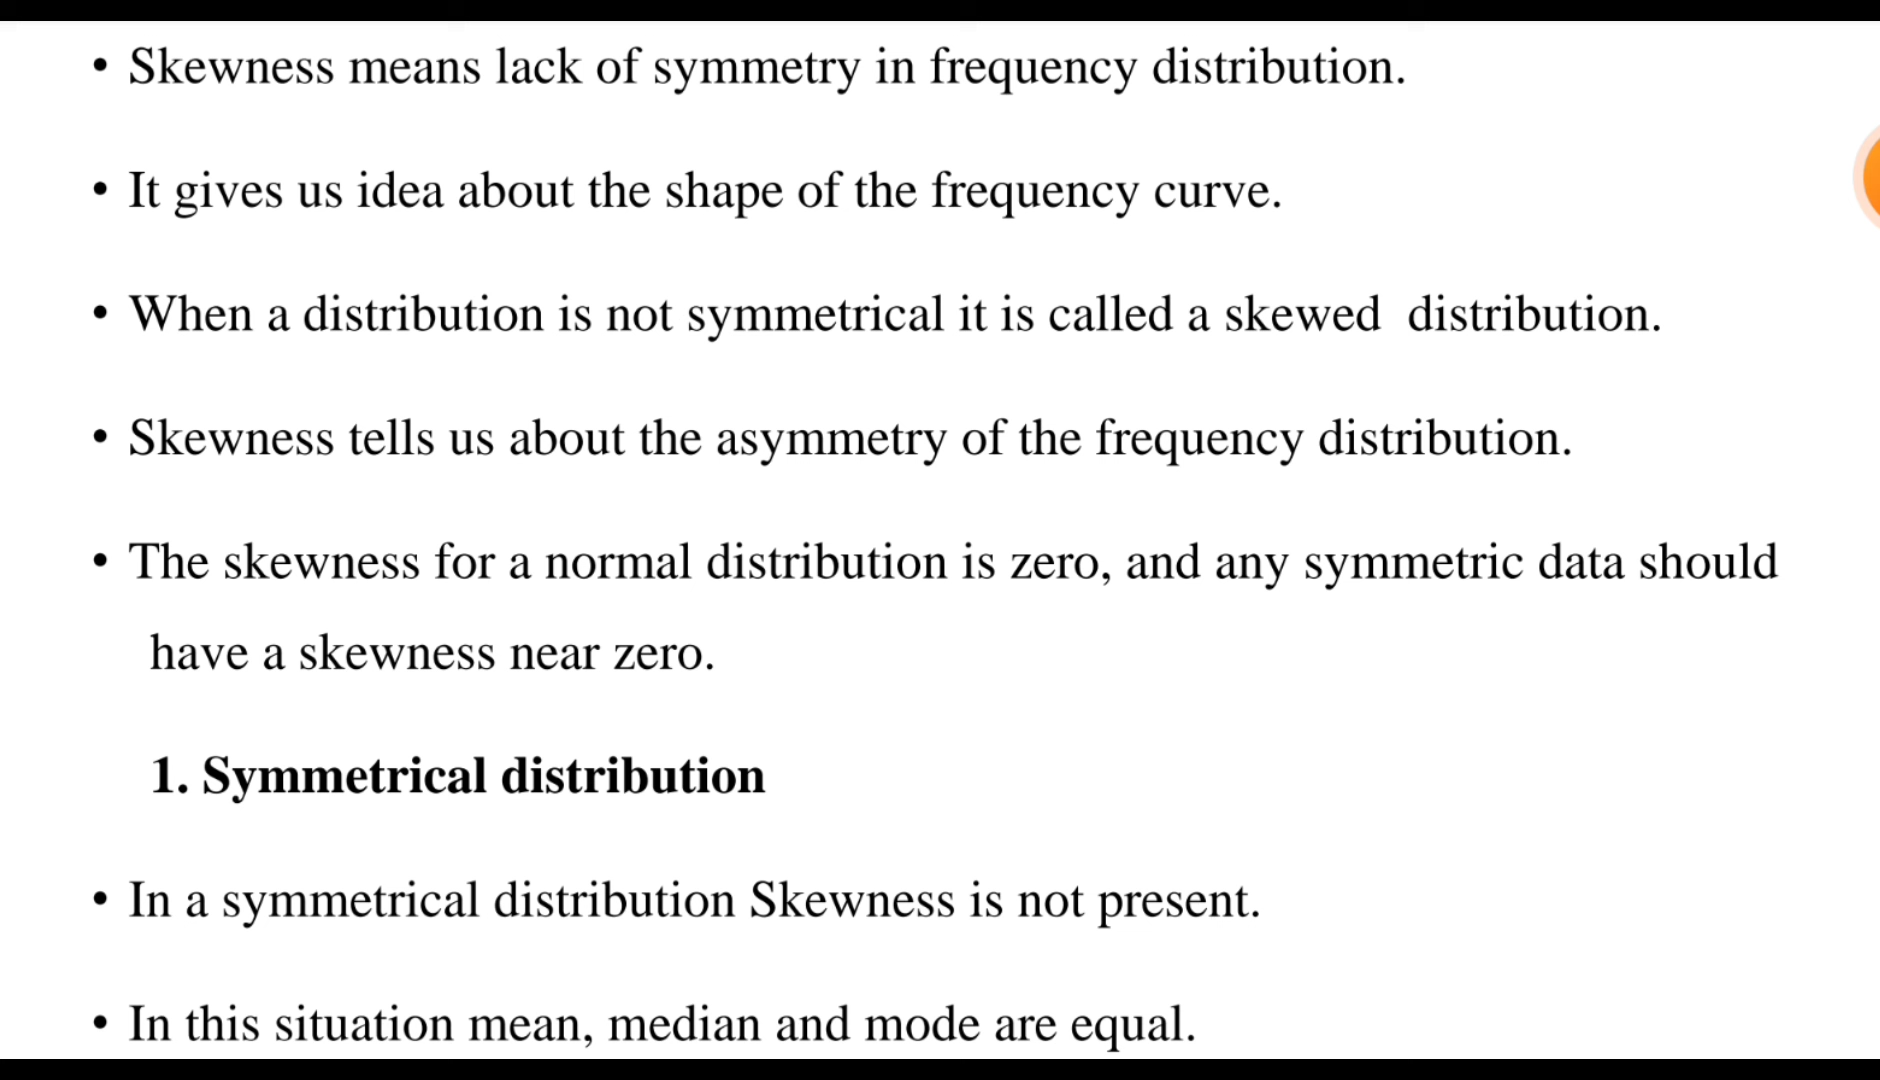 • Skewness means lack of symmetry in frequency distribution.
• It gives us idea about the shape of the frequency curve.
• When a distribution is not symmetrical it is called a skewed  distribution.
• Skewness tells us about the asymmetry of the frequency distribution.
• The skewness for a normal distribution is zero, and any symmetric data should
have a skewness near zero.
1. Symmetrical distribution
• In a symmetrical distribution Skewness is not present.
• In this situation mean, median and mode are equal.